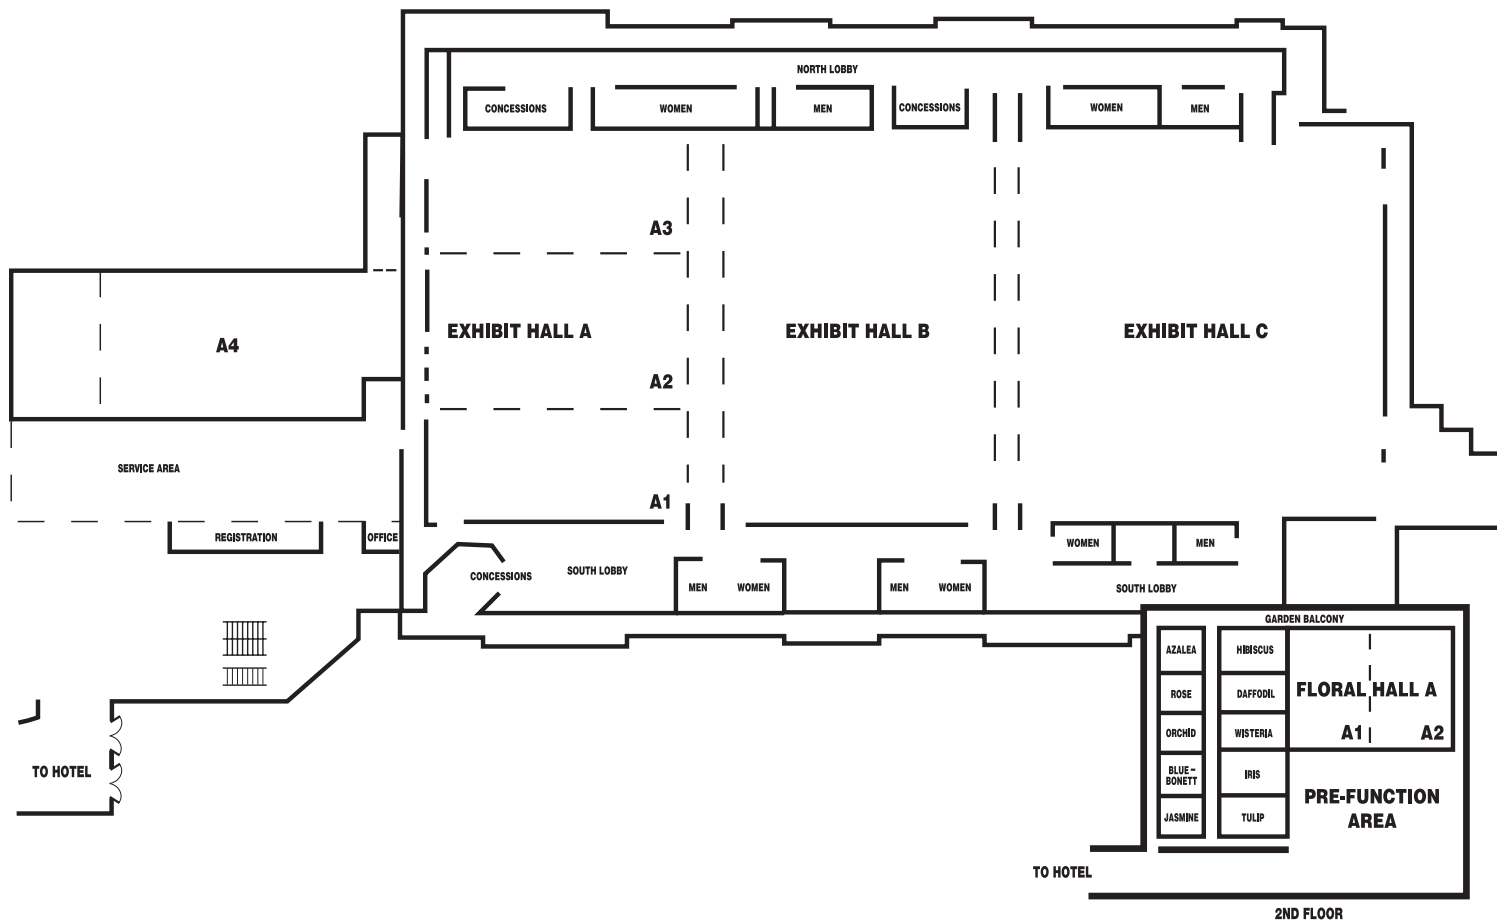 NORTH LOBBY
CONCESSIONS
WOMEN
MEN
CONCESSIONS
WOMEN
MEN
A3
EXHIBIT HALL A
EXHIBIT HALL B
EXHIBIT HALL C
A4
A2
SERVICE AREA
A1
REGISTRATION
OFFICE
WOMEN
MEN
CONCESSIONS
SOUTH LOBBY
MEN
WOMEN
MEN
WOMEN
SOUTH LOBBY
GARDEN BALCONY
AZALEA
HIBISCUS
ROSE
DAFFODIL
FLORAL HALL A
ORCHID
WISTERIA
A1
A2
TO HOTEL
BLUE-
BONETT
IRIS
PRE-FUNCTION
AREA
JASMINE
TULIP
TO HOTEL
2ND FLOOR